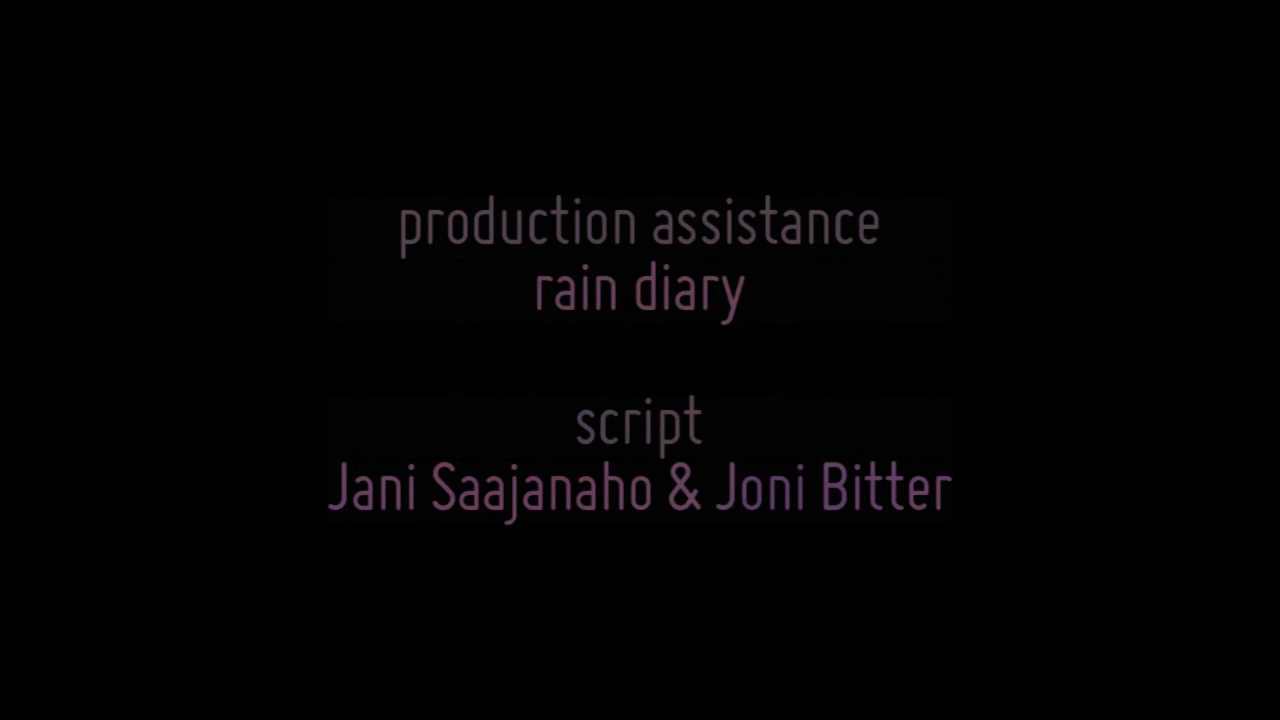 production assistance
rain diary
script
Jani Saajanaho & Joni Bitter